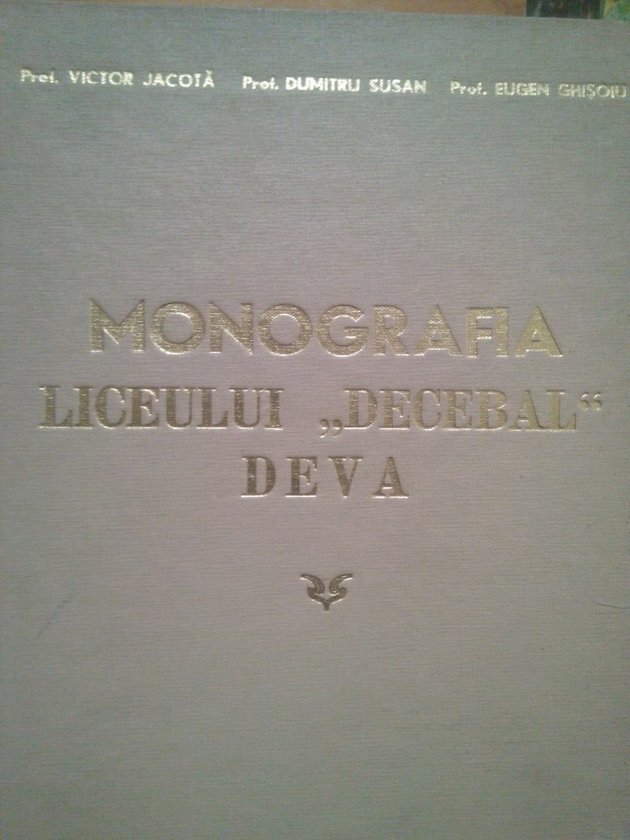 Prof. VICTOR JACOTĂ Prof. DUMITRU SUSAN Prof. EUGEN GHIȘOIU
MONOGRAFIA
LICEULUI „DECEBAL“
DEVA